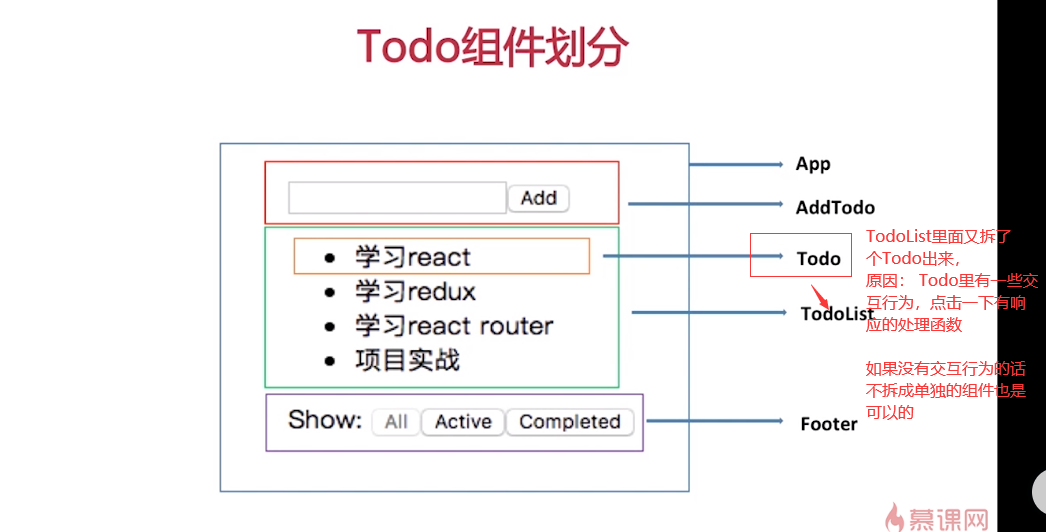 Todo组件划分
App
Add
AddTodo
TodoList里面又拆了
个Todo出来，
学习react
Todo
原因： Todo里有一些交
学习redux
互行为，点击一下有响
TodoList
学习react router
应的处理函数
项目实战
如果没有交互行为的话
不拆成单独的组件也是
可以的
Show: All Active Completed
Footer
慕课网